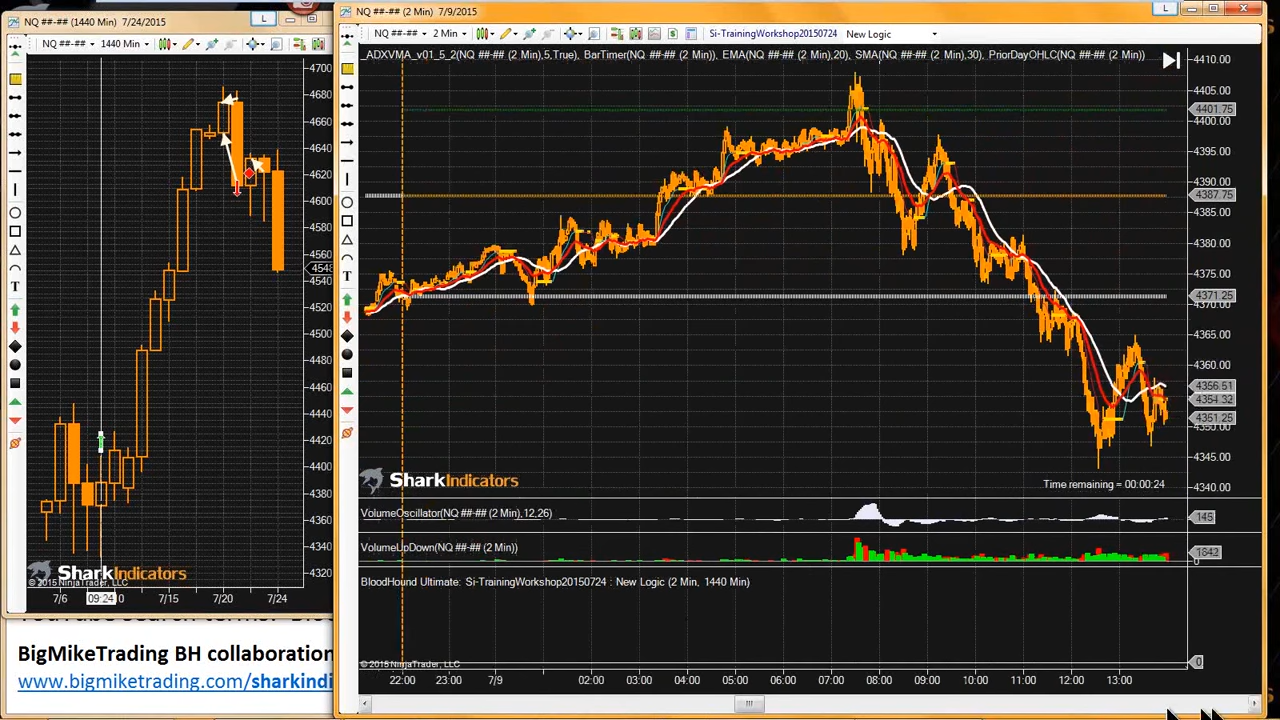 NQ ##-## (1440 Min) 7/24/2015
L
NQ ##-##
1440 Min
4700
4680
4660
4640
4620
4600
4580
4560
4548
4540
4520
4500
4480
4460
4440
4420
4400
4380
4360
4340
4320
T
SharkIndicators
© 2015 NinjaTrader, LLC
7/6
09:24
0
7/15
7/20
7/24
BigMikeTrading BH collaboration
www.bigmiketrading.com/sharkindi
NQ ##-## (2 Min) 7/9/2015
L
NQ ##-##
2 Min
Si-TrainingWorkshop20150724
New Logic
_ADXVMA_v01_5_2(NQ ##-## (2 Min),5,True), BarTimer(NQ ##-## (2 Min)), EMA(NQ ##-## (2 Min),20), SMA(NQ ##-## (2 Min),30), PriorDayOHLC(NQ ##-## (2 Min))
4410.00
4405.00
4401.75
4400.00
4395.00
4390.00
4387.75
4385.00
4380.00
4375.00
4371.25
4370.00
4365.00
4360.00
4356.51
4354.32
4351.25
4350.00
4345.00
4340.00
T
SharkIndicators
Time remaining = 00:00:24
VolumeOscillator(NQ ##-## (2 Min),12,26)
145
VolumeUpDown(NQ ##-## (2 Min))
1642
0
BloodHound Ultimate: Si-TrainingWorkshop20150724 : New Logic (2 Min, 1440 Min)
0
© 2015 NinjaTrader, LLC
22:00
23:00
7/9
02:00
03:00
04:00
05:00
06:00
07:00
08:00
09:00
10:00
11:00
12:00
13:00